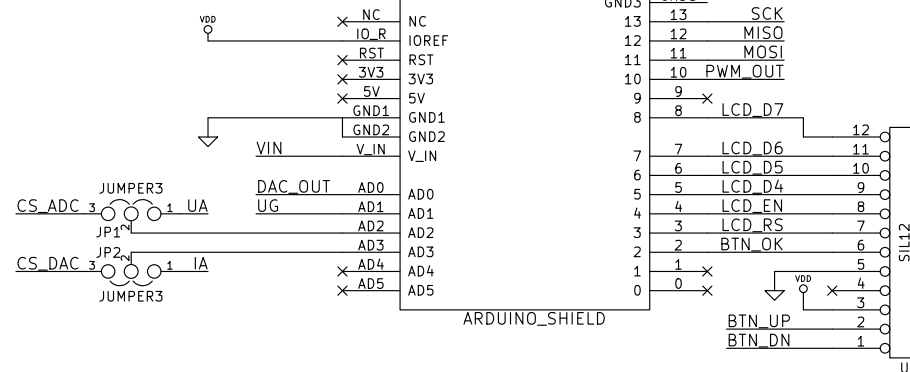 GND3
NC NC 13 13 SCK
VDD
IO_R IOREF 12 12 MISO
RST RST 11 11 MOSI
3V3 3V3 10 10 PWM_OUT
5V 5V 9 9
GND1 GND1 8 8 LCD_D7
GND2 GND2 12
VIN V_IN V_IN 7 7 LCD_D6 11
6 6 LCD_D5 10
DAC_OUT AD0 AD0 5 5 LCD_D4 9
JUMPER3
CS_ADC 3 1 UA
UG AD1 AD1 4 4 LCD_EN 8
JP1 2 AD2 AD2 3 3 LCD_RS 7
JP2 2 AD3 AD3 2 2 BTN_OK 6
CS_DAC 3 1 IA
AD4 AD4 1 1 5
JUMPER3
AD5 AD5 0 0 VDD 4
3
ARDUINO_SHIELD
BTN_UP 2
BTN_DN 1
SIL12
U